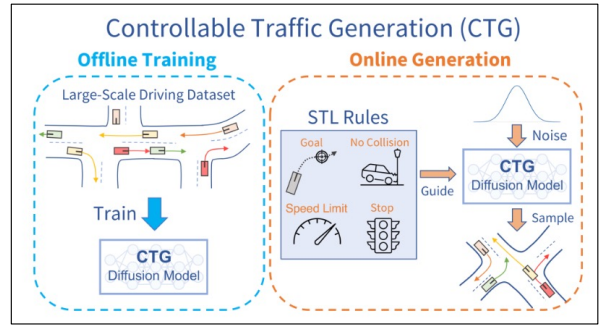 Controllable Traffic Generation (CTG)
Offline Training
Large-Scale Driving Dataset
Train
CTG
Diffusion Model
Online Generation
STL Rules
Goal
No Collision
Speed Limit
Stop
Guide
Noise
CTG
Diffusion Model
Sample